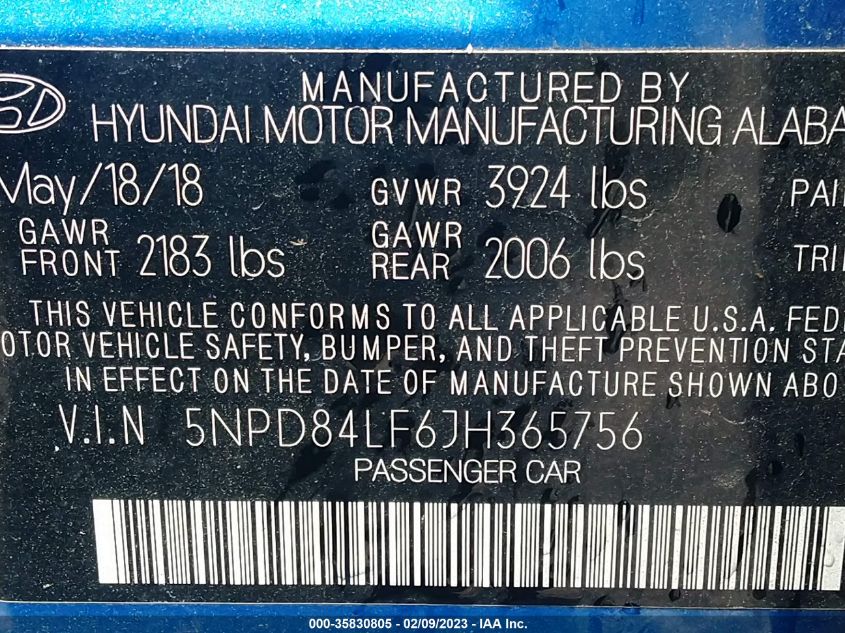 MANUFACTURED BY
HYUNDAI MOTOR MANUFACTURING ALABA
May/18/18 GVWR 3924 lbs PAI
GAWR FRONT 2183 lbs GAWR REAR 2006 lbs TRI
THIS VEHICLE CONFORMS TO ALL APPLICABLE U.S.A. FEDE
OTOR VEHICLE SAFETY, BUMPER, AND THEFT PREVENTION STA
IN EFFECT ON THE DATE OF MANUFACTURE SHOWN ABO
V.I.N 5NPD84LF6JH365756
PASSENGER CAR
000-35830805 - 02/09/2023 - IAA Inc.